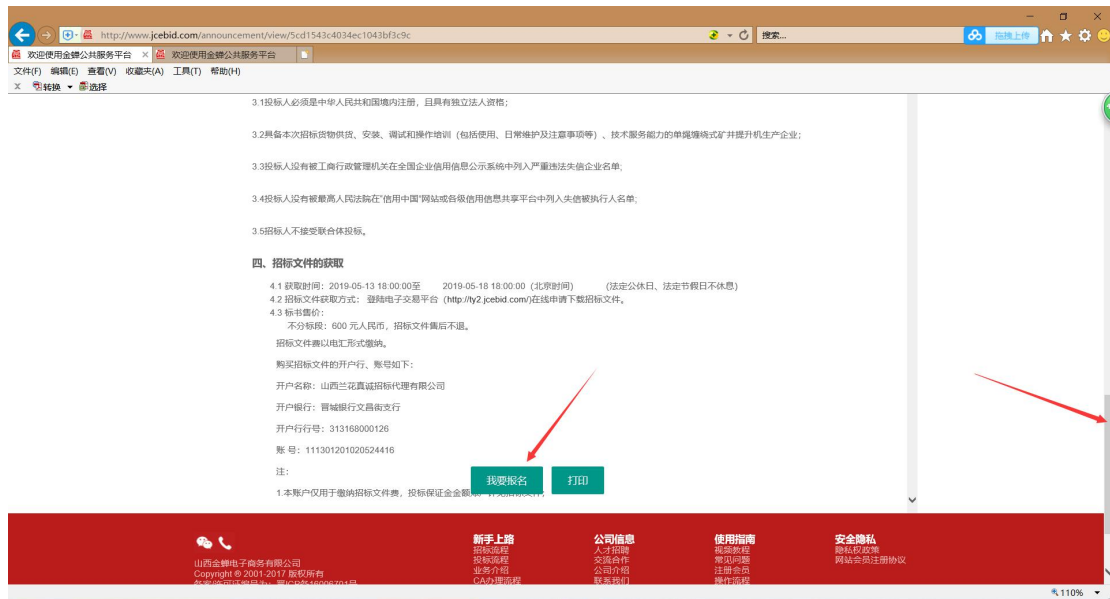 http://www.jcebid.com/announcement/view/5cd1543c4034ec1043bf3c9c
搜索...
拖拽上传
欢迎使用金蝉公共服务平台 ×
欢迎使用金蝉公共服务平台
文件(F) 编辑(E) 查看(V) 收藏夹(A) 工具(T) 帮助(H)
x 转换 选择
3.1投标人必须是中华人民共和国境内注册，且具有独立法人资格；
3.2具备本次招标货物供货、安装、调试和操作培训（包括使用、日常维护及注意事项等）、技术服务能力的单绳缠绕式矿井提升机生产企业；
3.3投标人没有被工商行政管理机关在全国企业信用信息公示系统中列入严重违法失信企业名单;
3.4投标人没有被最高人民法院在"信用中国"网站或各级信用信息共享平台中列入失信被执行人名单;
3.5招标人不接受联合体投标。
四、招标文件的获取
4.1 获取时间：2019-05-13 18:00:00至 2019-05-18 18:00:00（北京时间） （法定公休日、法定节假日不休息）
4.2 招标文件获取方式： 登陆电子交易平台（http://ty2.jcebid.com/)在线申请下载招标文件。
4.3 标书售价：
不分标段：600 元人民币，招标文件售后不退。
招标文件费以电汇形式缴纳。
购买招标文件的开户行、账号如下：
开户名称：山西兰花真诚招标代理有限公司
开户银行：晋城银行文昌街支行
开户行行号：313168000126
账 号：111301201020524416
注：
我要报名 打印
1.本账户仅用于缴纳招标文件费，投标保证金金额
山西金蝉电子商务有限公司
Copyright © 2001-2017 版权所有
新手上路
招标流程
投标流程
业务介绍
CA办理流程
公司信息
人才招聘
交流合作
公司介绍
联系我们
使用指南
视频教程
常见问题
注册会员
操作流程
安全隐私
隐私权政策
网站会员注册协议
110%